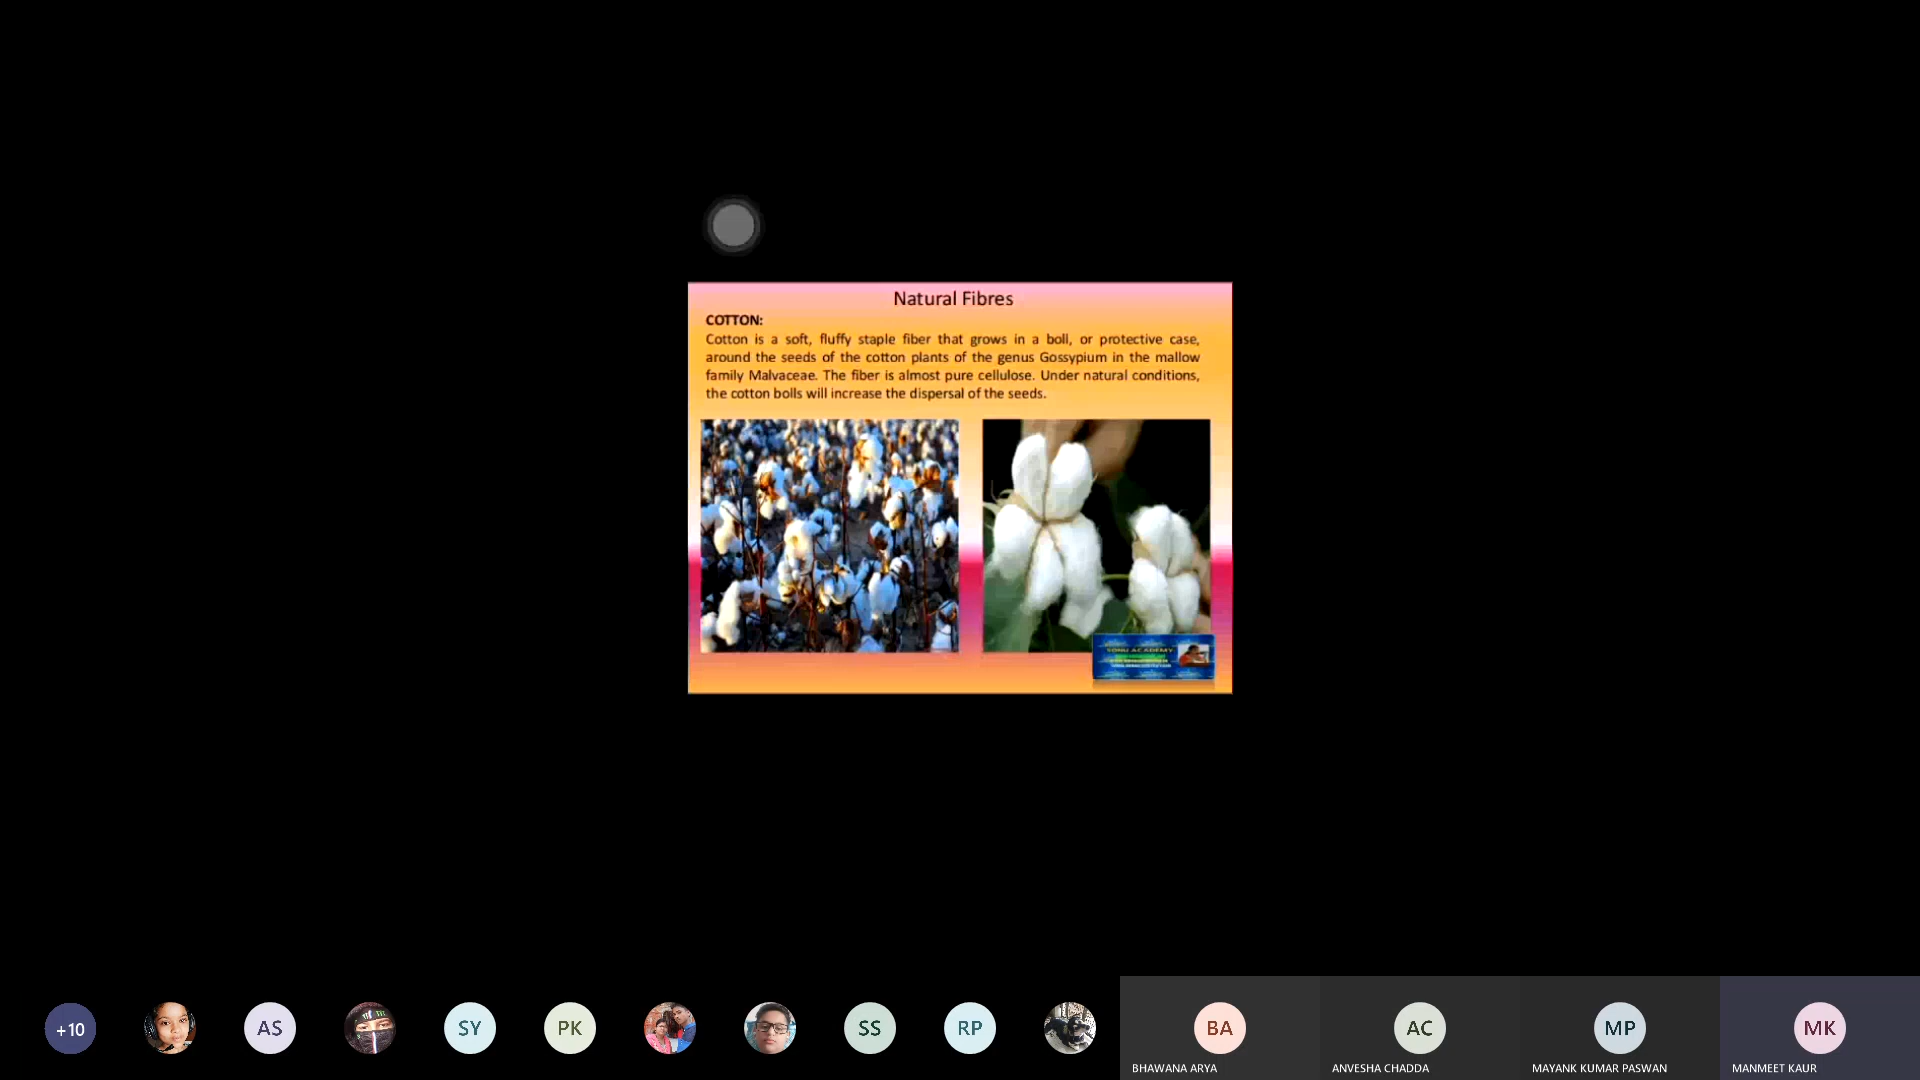 Natural Fibres
COTTON:
Cotton is a soft, fluffy staple fiber that grows in a boll, or protective case,
around the seeds of the cotton plants of the genus Gossypium in the mallow
family Malvaceae. The fiber is almost pure cellulose. Under natural conditions,
the cotton bolls will increase the dispersal of the seeds.
ACADEMY
+10
AS
SY
PK
SS
RP
BA
AC
MP
MK
BHAWANA ARYA
ANVESHA CHADDA
MAYANK KUMAR PASWAN
MANMEET KAUR